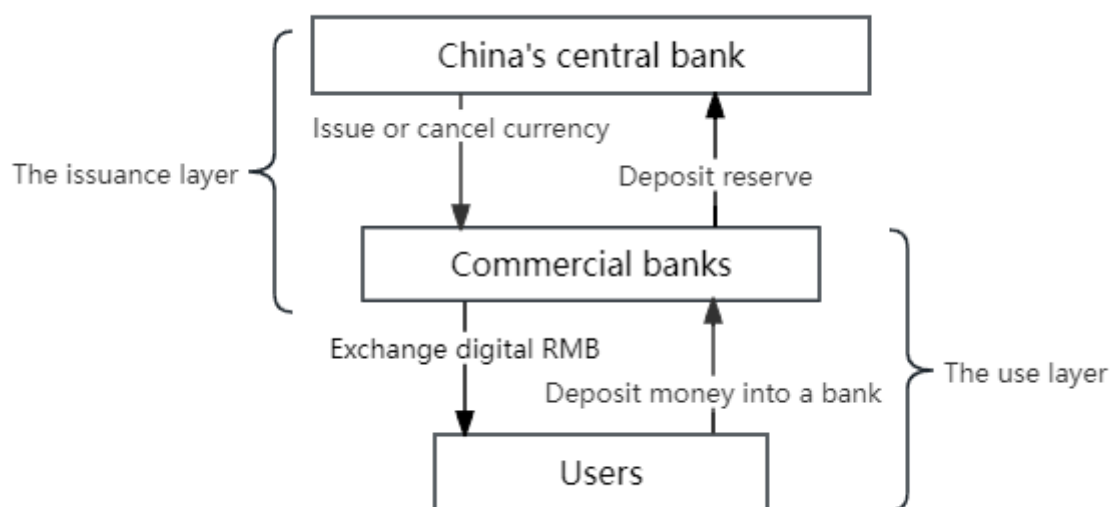 China's central bank
Issue or cancel currency
The issuance layer
Deposit reserve
Commercial banks
Exchange digital RMB
The use layer
Deposit money into a bank
Users